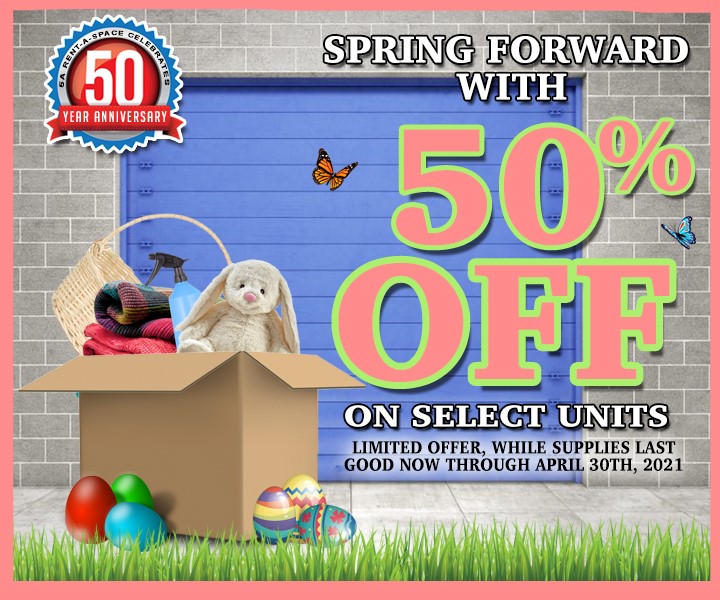 5A RENT-A-SPACE CELEBRATES
50
YEAR ANNIVERSARY
SPRING FORWARD
WITH
50%
OFF
ON SELECT UNITS
LIMITED OFFER, WHILE SUPPLIES LAST
GOOD NOW THROUGH APRIL 30TH, 2021